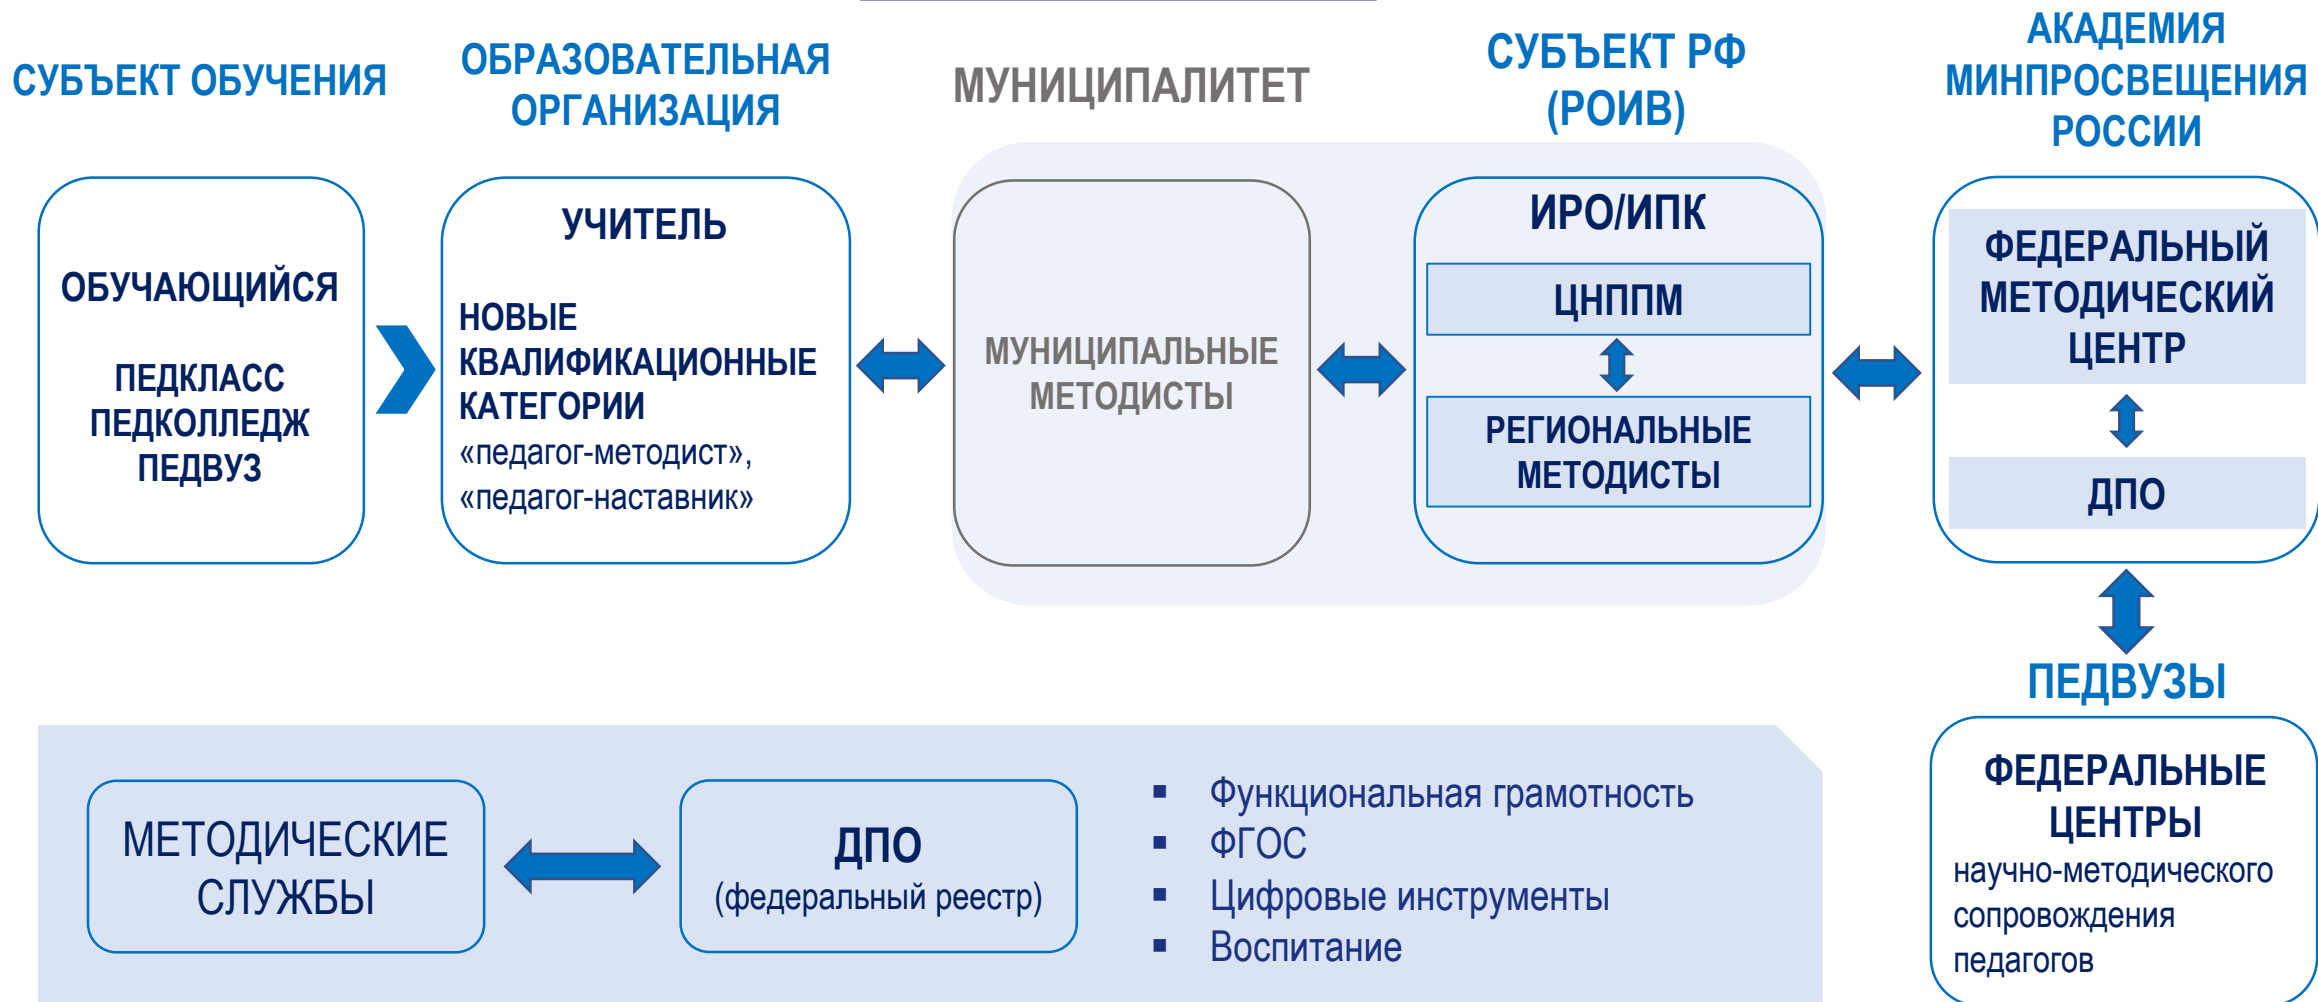 СУБЪЕКТ ОБУЧЕНИЯ
ОБРАЗОВАТЕЛЬНАЯ
ОРГАНИЗАЦИЯ
МУНИЦИПАЛИТЕТ
СУБЪЕКТ РФ
(РОИВ)
АКАДЕМИЯ
МИНПРОСВЕЩЕНИЯ
РОССИИ
ОБУЧАЮЩИЙСЯ
ПЕДКЛАСС
ПЕДКОЛЛЕДЖ
ПЕДВУЗ
УЧИТЕЛЬ
НОВЫЕ
КВАЛИФИКАЦИОННЫЕ
КАТЕГОРИИ
«педагог-методист»,
«педагог-наставник»
МУНИЦИПАЛЬНЫЕ
МЕТОДИСТЫ
ИРО/ИПК
ЦНППМ
РЕГИОНАЛЬНЫЕ
МЕТОДИСТЫ
ФЕДЕРАЛЬНЫЙ
МЕТОДИЧЕСКИЙ
ЦЕНТР
ДПО
ПЕДВУЗЫ
ФЕДЕРАЛЬНЫЕ
ЦЕНТРЫ
научно-методического
сопровождения
педагогов
МЕТОДИЧЕСКИЕ
СЛУЖБЫ
ДПО
(федеральный реестр)
▪ Функциональная грамотность
▪ ФГОС
▪ Цифровые инструменты
▪ Воспитание